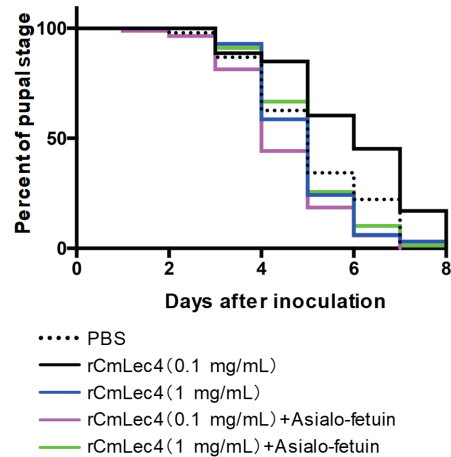 Percent of pupal stage
100
50
0
0 2 4 6 8
Days after inoculation
PBS
rCmLec4(0.1 mg/mL)
rCmLec4(1 mg/mL)
rCmLec4(0.1 mg/mL)+Asialo-fetuin
rCmLec4(1 mg/mL)+Asialo-fetuin